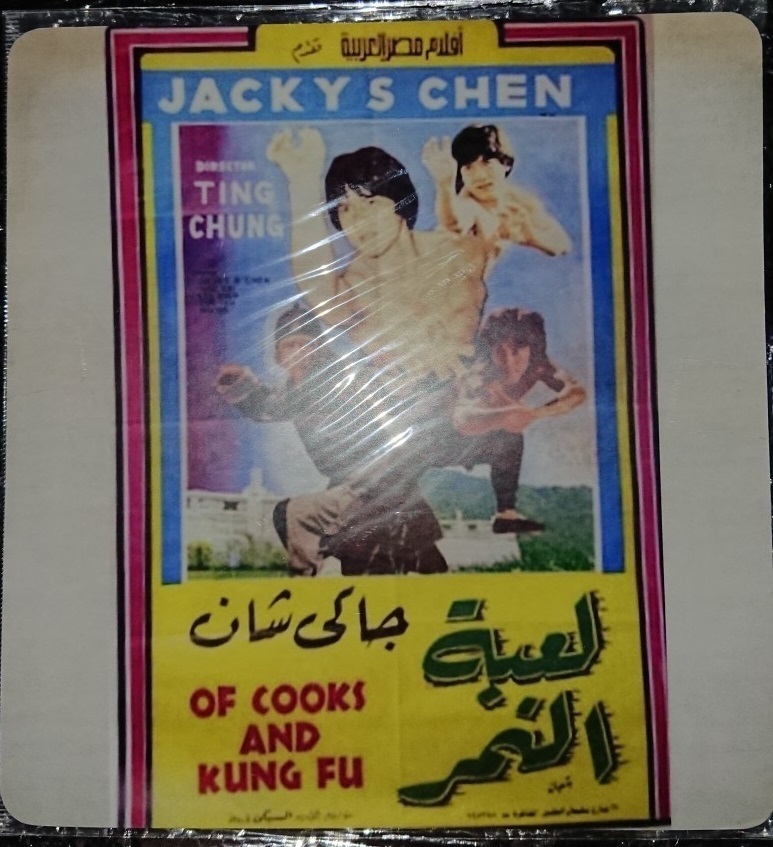 أفلام مصر العربية تقدم
JACKY S CHEN
DIRECTOR
TING
CHUNG
جاكى شان
لعبة
النمر
OF COOKS
AND
KUNG FU